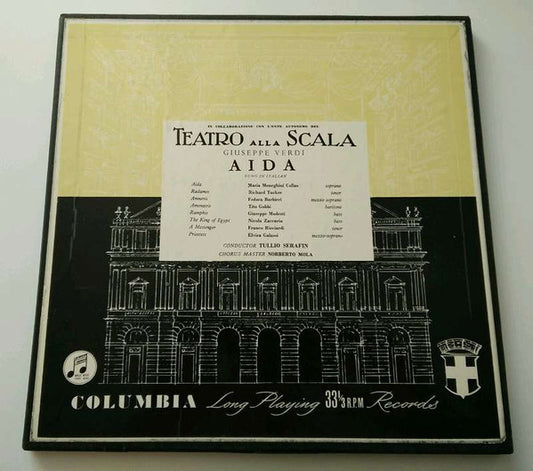 IN COLLABORAZIONE CON L'ENTE AUTONOMO DEL
TEATRO ALLA SCALA
GIUSEPPE VERDI
AIDA
SUNG IN ITALIAN
Aida Maria Meneghini Callas soprano
Radames Richard Tucker tenor
Amneris Fedora Barbieri mezzo-soprano
Amonasro Tito Gobbi baritone
Ramphis Giuseppe Modesti bass
The King of Egypt Nicola Zaccaria bass
A Messenger Franco Ricciardi tenor
Priestess Elvira Galassi mezzo-soprano
CONDUCTOR TULLIO SERAFIN
CHORUS MASTER NORBERTO MOLA
COLUMBIA Long Playing 33⅓ R.P.M. Records